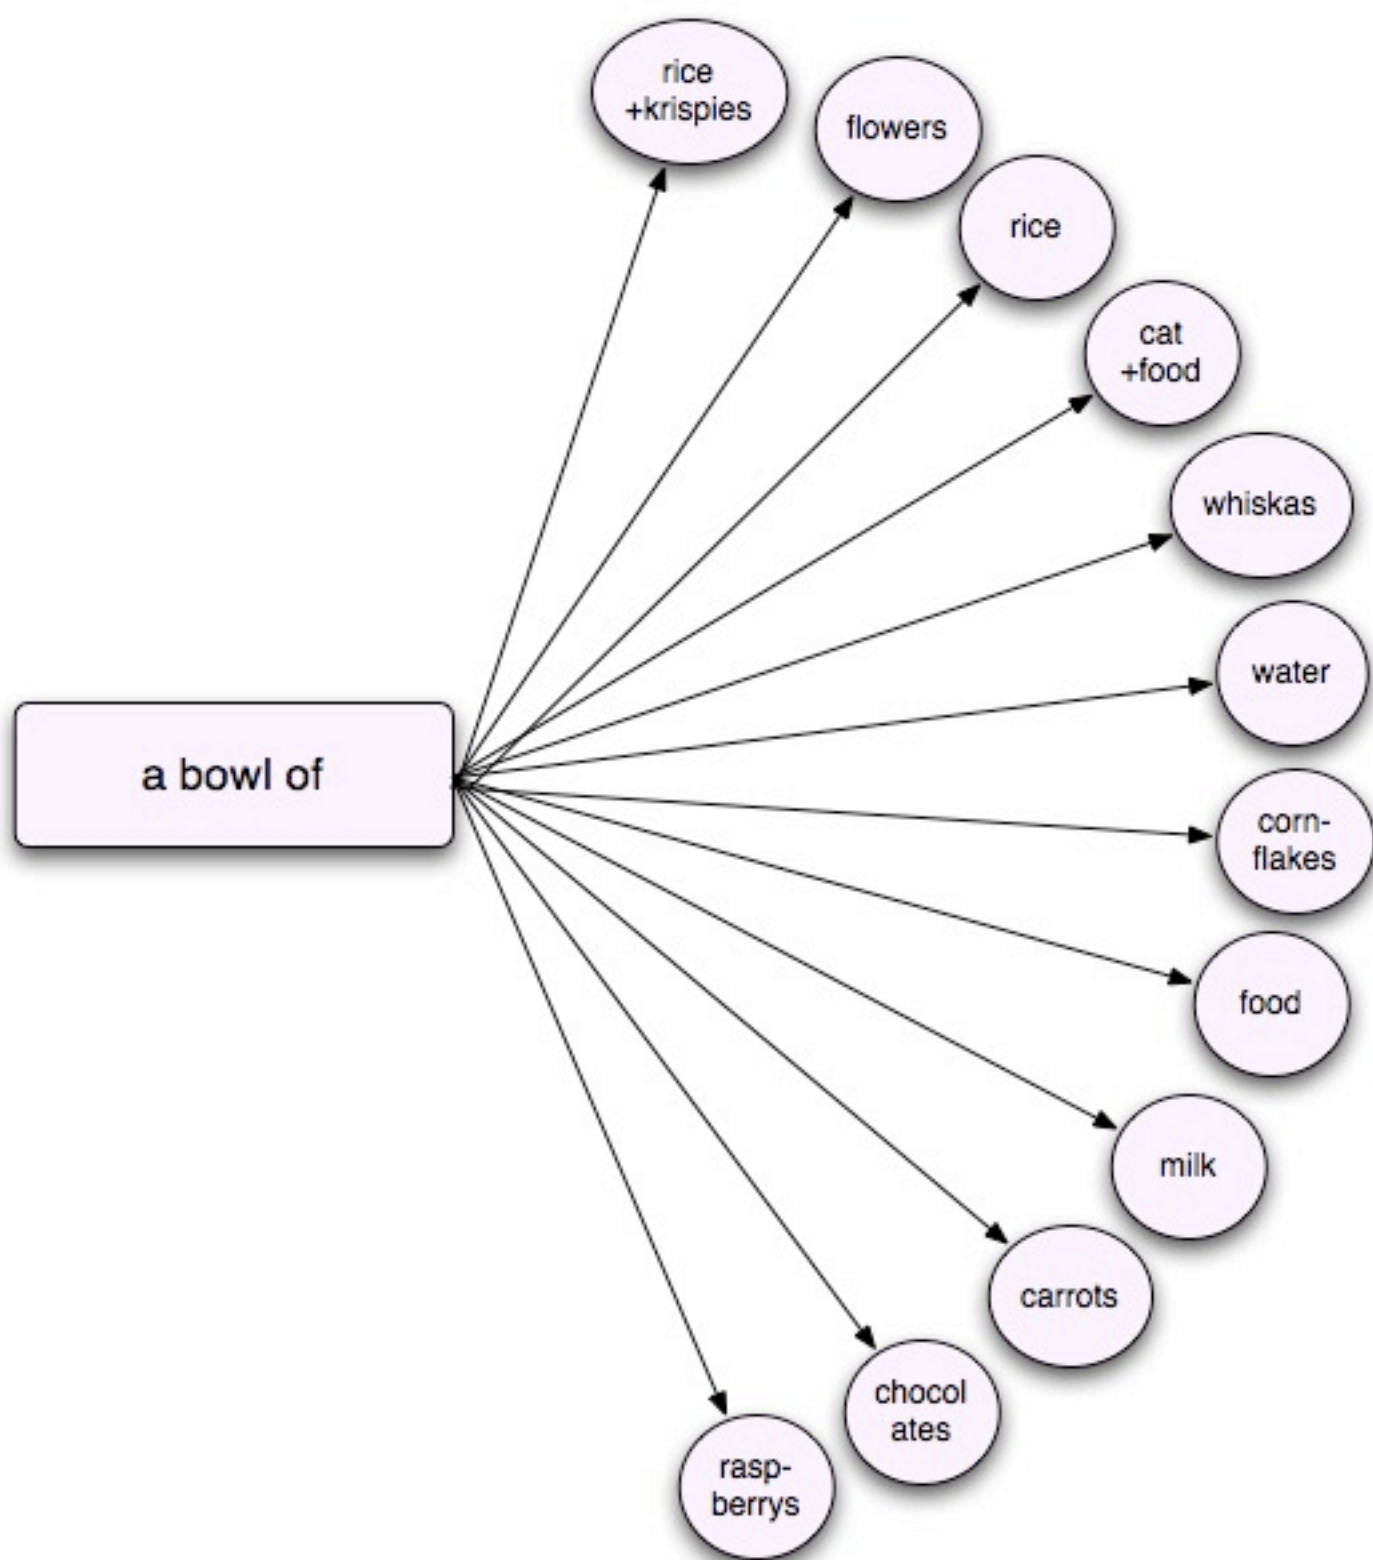 rice
+krispies
flowers
rice
cat
+food
whiskas
water
a bowl of
corn-
flakes
food
milk
carrots
chocol
ates
rasp-
berrys